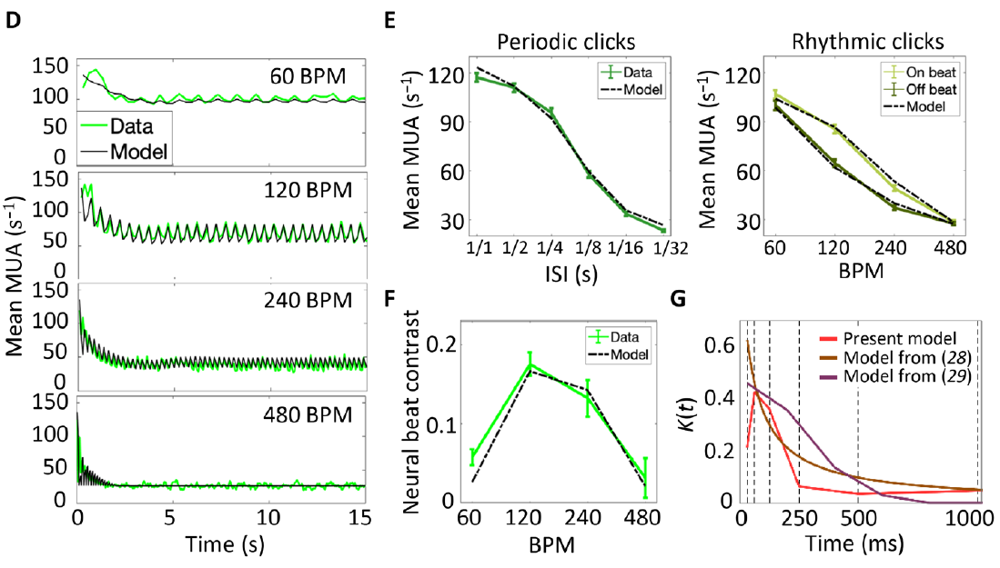 D
Mean MUA (s⁻¹)
150
100
50
0
60 BPM
Data
Model
150
100
50
0
120 BPM
150
100
50
0
240 BPM
150
100
50
0
480 BPM
0 5 10 15
Time (s)
E
Periodic clicks
Mean MUA (s⁻¹)
120
90
60
30
Data
Model
1/1 1/2 1/4 1/8 1/16 1/32
ISI (s)
Rhythmic clicks
Mean MUA (s⁻¹)
120
90
60
30
On beat
Off beat
Model
60 120 240 480
BPM
F
Neural beat contrast
0.2
0.1
0
Data
Model
60 120 240 480
BPM
G
K(t)
0.6
0.4
0.2
0
Present model
Model from (28)
Model from (29)
0 250 500 1000
Time (ms)